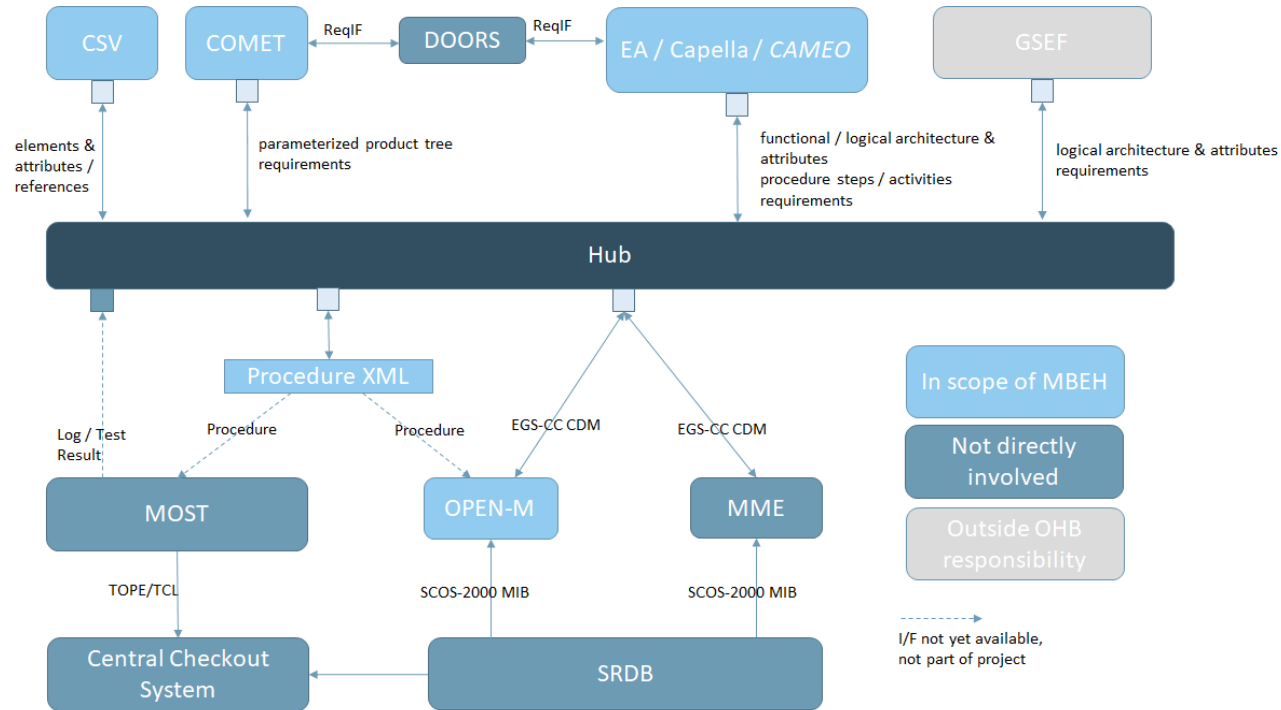 CSV
COMET
ReqIF
DOORS
ReqIF
EA / Capella / CAMEO
GSEF
elements &
attributes /
references
parameterized product tree
requirements
functional / logical architecture &
attributes
procedure steps / activities
requirements
logical architecture & attributes
requirements
Hub
Procedure XML
Log / Test
Result
Procedure
Procedure
EGS-CC CDM
EGS-CC CDM
In scope of MBEH
Not directly
involved
Outside OHB
responsibility
MOST
OPEN-M
MME
TOPE/TCL
SCOS-2000 MIB
SCOS-2000 MIB
I/F not yet available,
not part of project
Central Checkout
System
SRDB